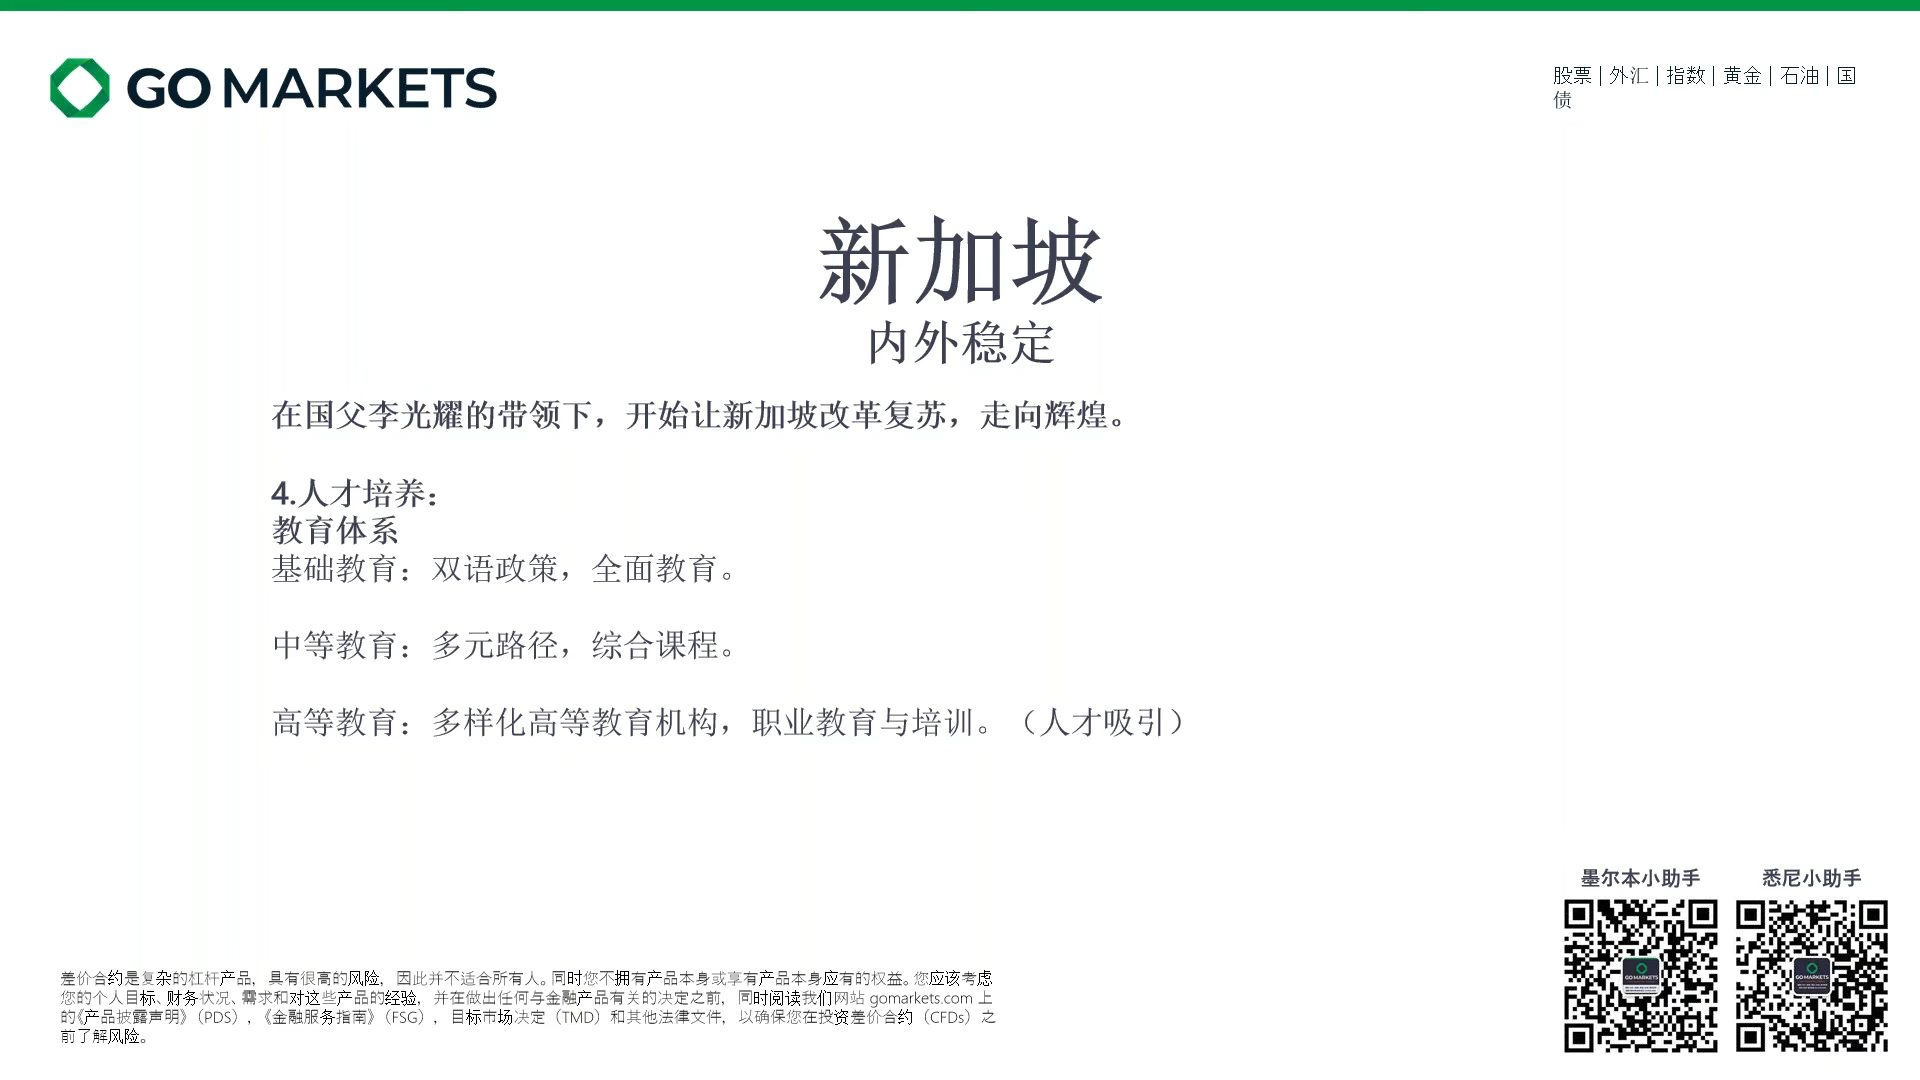 GO MARKETS
股票 | 外汇 | 指数 | 黄金 | 石油 | 国
债
新加坡
内外稳定
在国父李光耀的带领下，开始让新加坡改革复苏，走向辉煌。
4.人才培养：
教育体系
基础教育：双语政策，全面教育。
中等教育：多元路径，综合课程。
高等教育：多样化高等教育机构，职业教育与培训。（人才吸引）
墨尔本小助手
悉尼小助手
差价合约是复杂的杠杆产品，具有很高的风险，因此并不适合所有人。同时您不拥有产品本身或享有产品本身应有的权益。您应该考虑
您的个人目标、财务状况、需求和对这些产品的经验，并在做出任何与金融产品有关的决定之前，同时阅读我们网站 gomarkets.com 上
的《产品披露声明》（PDS），《金融服务指南》（FSG），目标市场决定（TMD）和其他法律文件，以确保您在投资差价合约（CFDs）之
前了解风险。